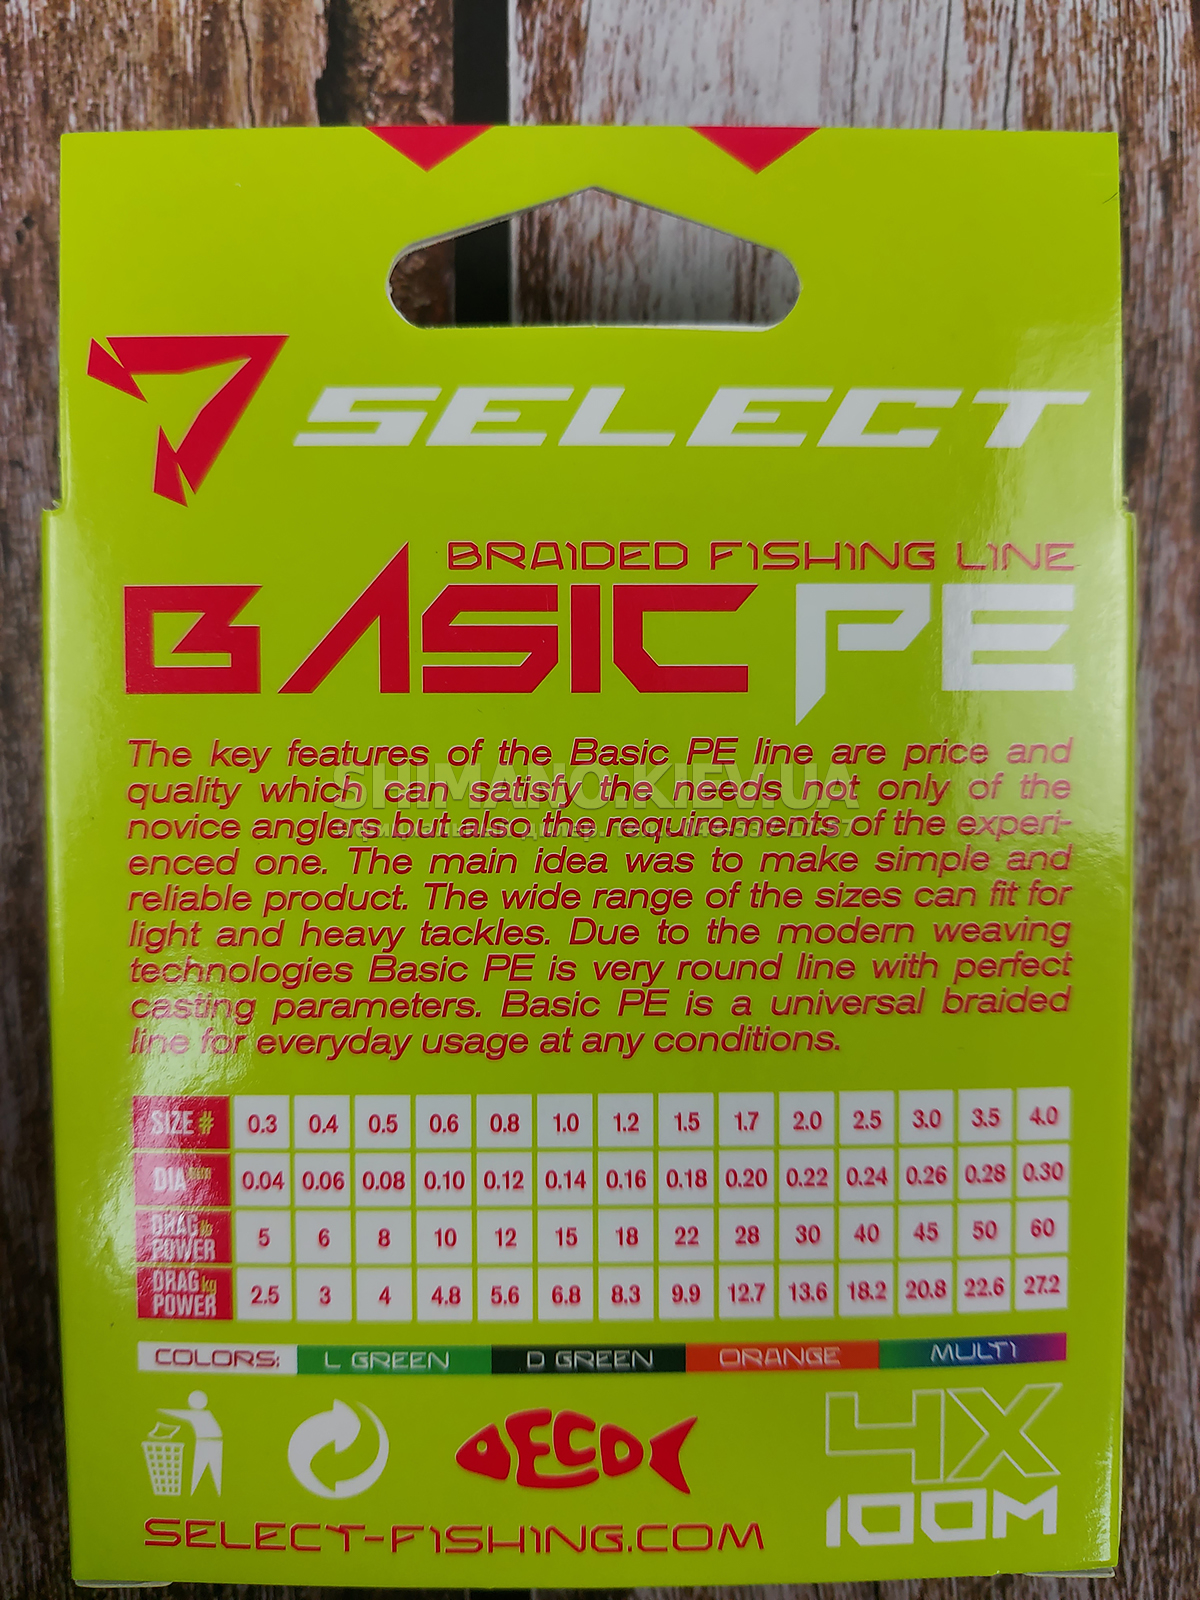 SELECT
BRAIDED FISHING LINE
BASIC PE
The key features of the Basic PE line are price and
quality which can satisfy the needs not only of the
novice anglers but also the requirements of the experi-
enced one. The main idea was to make simple and
reliable product. The wide range of the sizes can fit for
light and heavy tackles. Due to the modern weaving
technologies Basic PE is very round line with perfect
casting parameters. Basic PE is a universal braided
line for everyday usage at any conditions.
SHIMANO.KIEV.UA
SIZE # 0.3 0.4 0.5 0.6 0.8 1.0 1.2 1.5 1.7 2.0 2.5 3.0 3.5 4.0
DIA mm 0.04 0.06 0.08 0.10 0.12 0.14 0.16 0.18 0.20 0.22 0.24 0.26 0.28 0.30
DRAG lb POWER 5 6 8 10 12 15 18 22 28 30 40 45 50 60
DRAG kg POWER 2.5 3 4 4.8 5.6 6.8 8.3 9.9 12.7 13.6 18.2 20.8 22.6 27.2
COLORS: L GREEN D GREEN ORANGE MULTI
ECO
4X
100M
SELECT-FISHING.COM